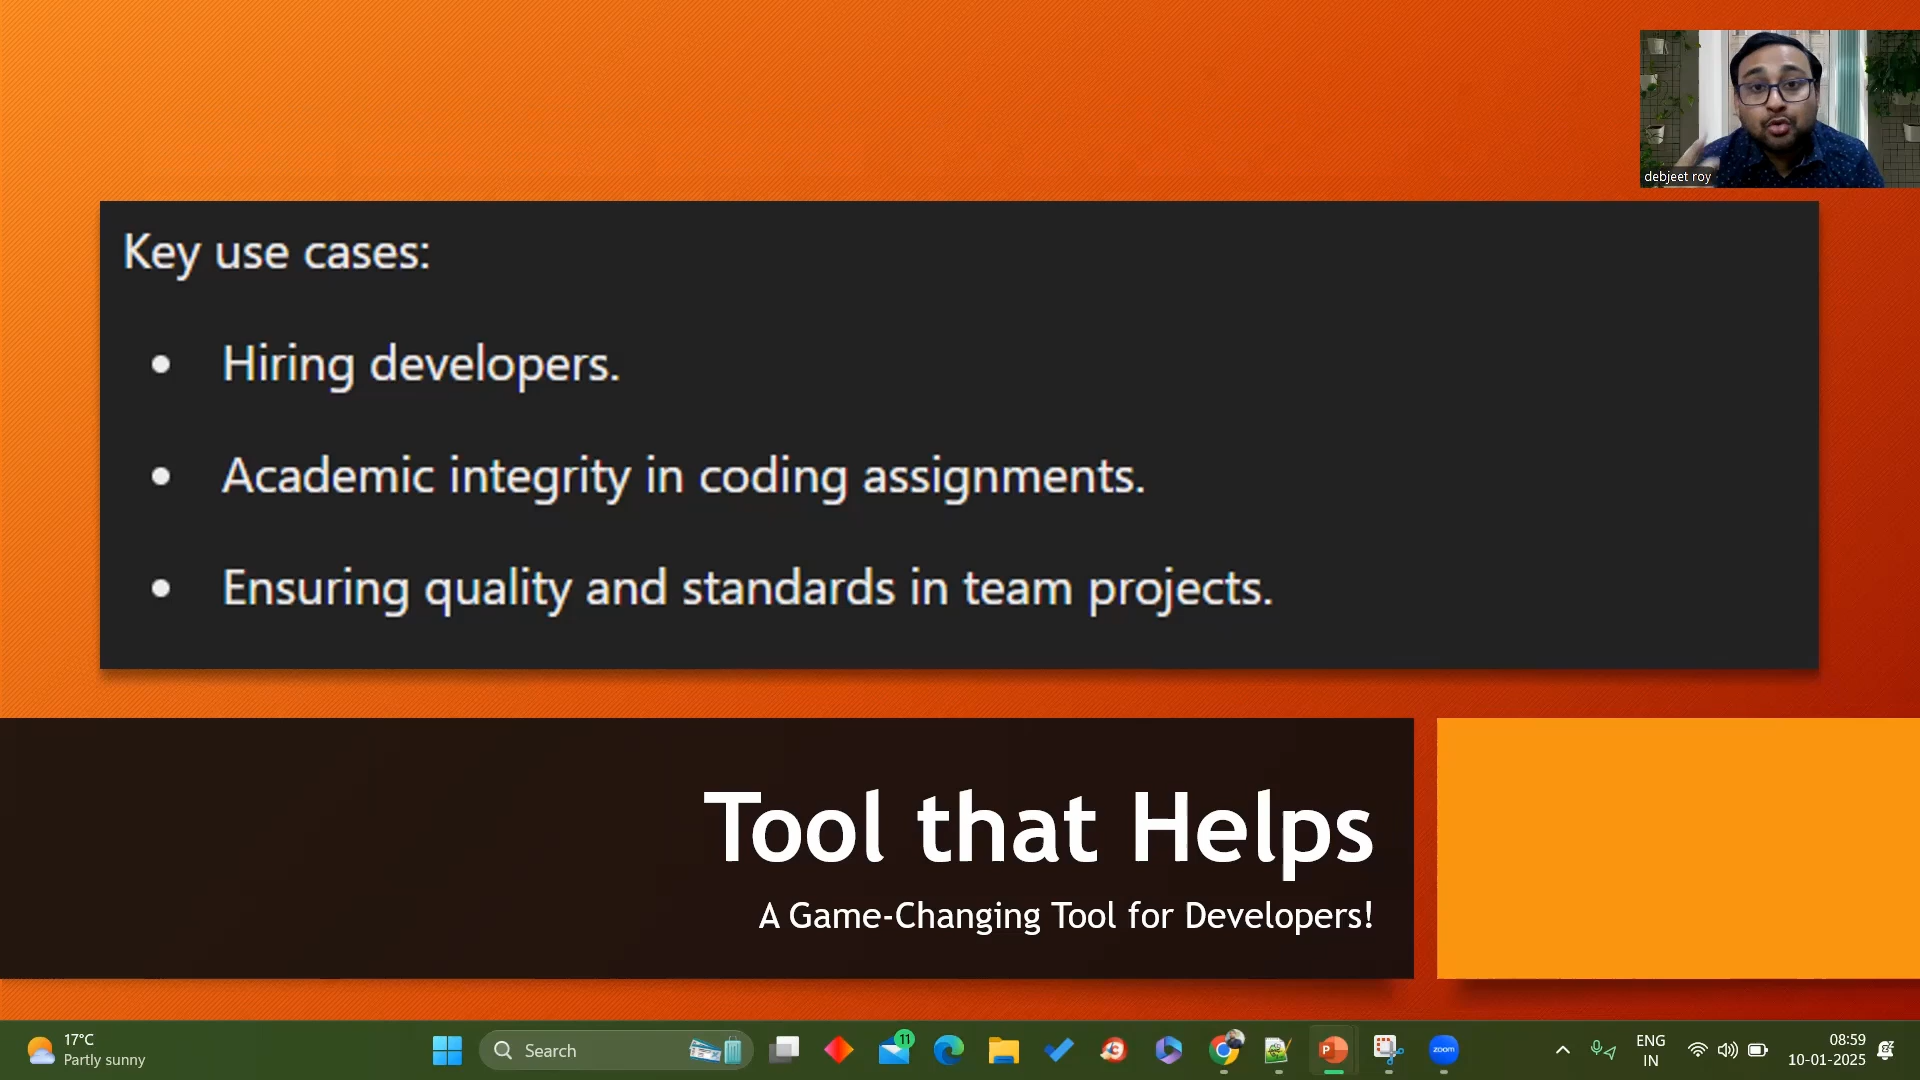 debjeet roy
Key use cases:
• Hiring developers.
• Academic integrity in coding assignments.
• Ensuring quality and standards in team projects.
Tool that Helps
A Game-Changing Tool for Developers!
17°C
Partly sunny
Search
11
zoom
ENG
IN
08:59
10-01-2025